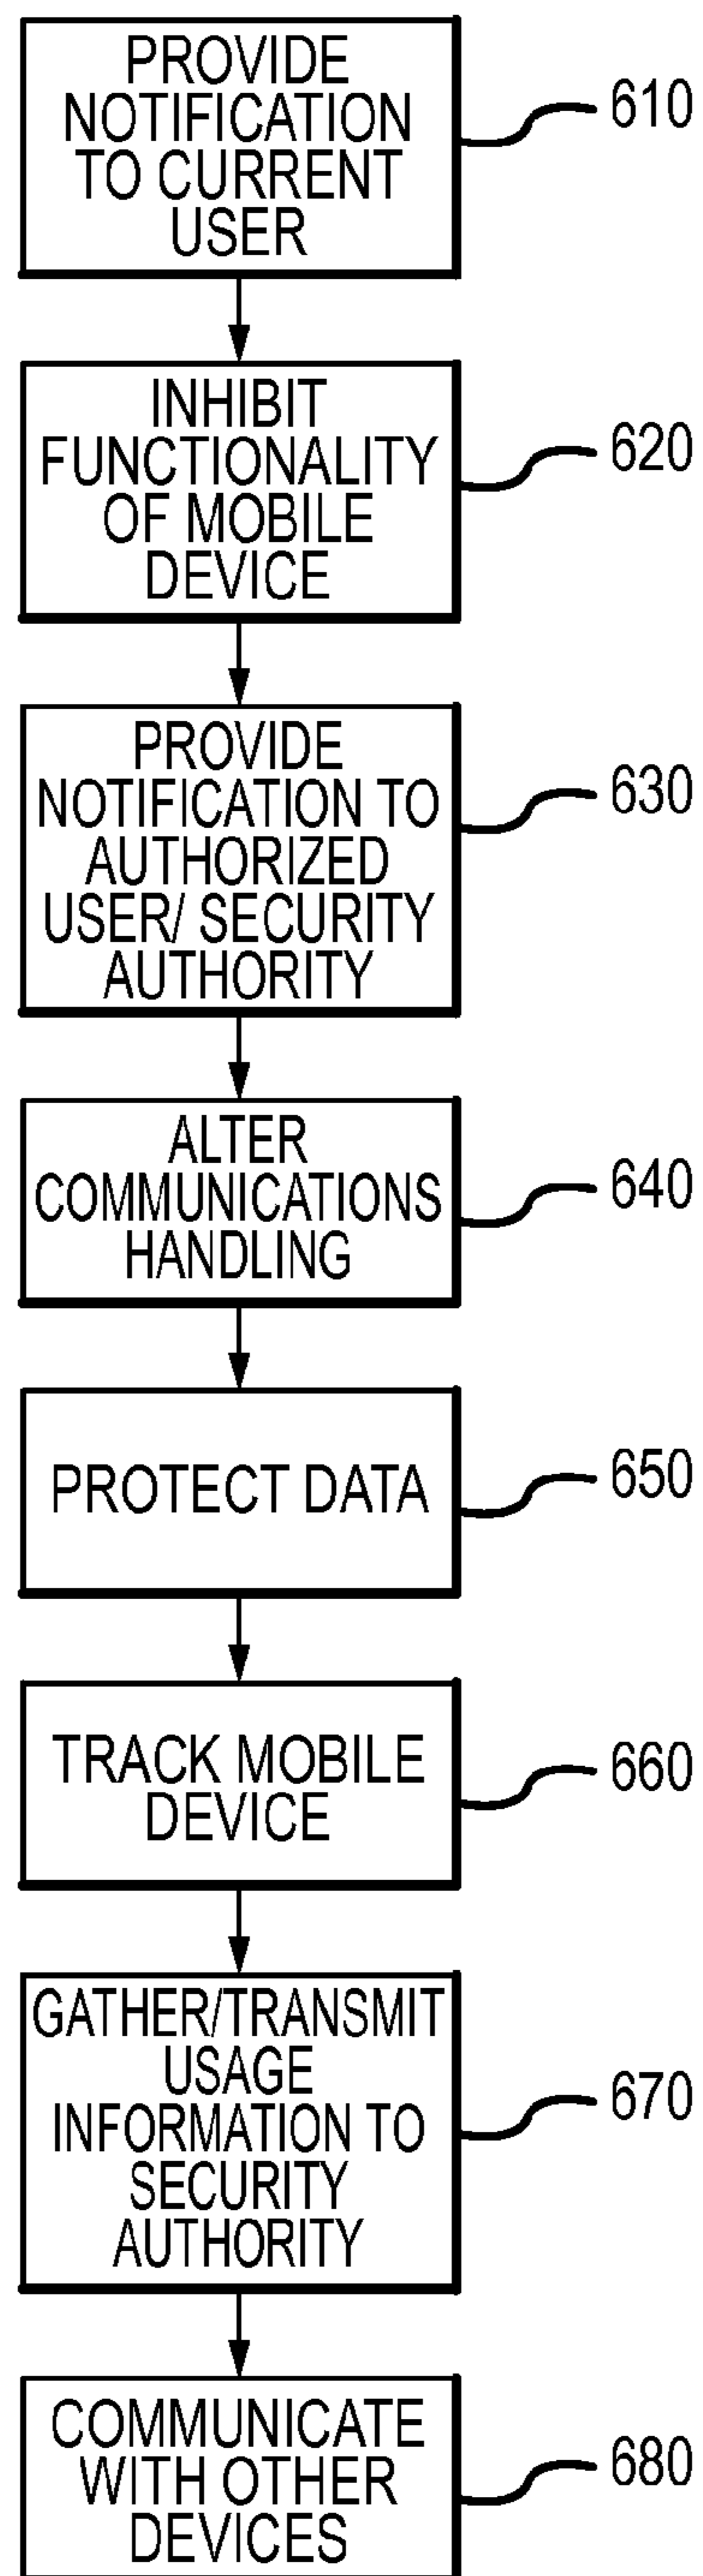 PROVIDE
NOTIFICATION
TO CURRENT
USER
610
INHIBIT
FUNCTIONALITY
OF MOBILE
DEVICE
620
PROVIDE
NOTIFICATION TO
AUTHORIZED
USER/ SECURITY
AUTHORITY
630
ALTER
COMMUNICATIONS
HANDLING
640
PROTECT DATA
650
TRACK MOBILE
DEVICE
660
GATHER/TRANSMIT
USAGE
INFORMATION TO
SECURITY
AUTHORITY
670
COMMUNICATE
WITH OTHER
DEVICES
680